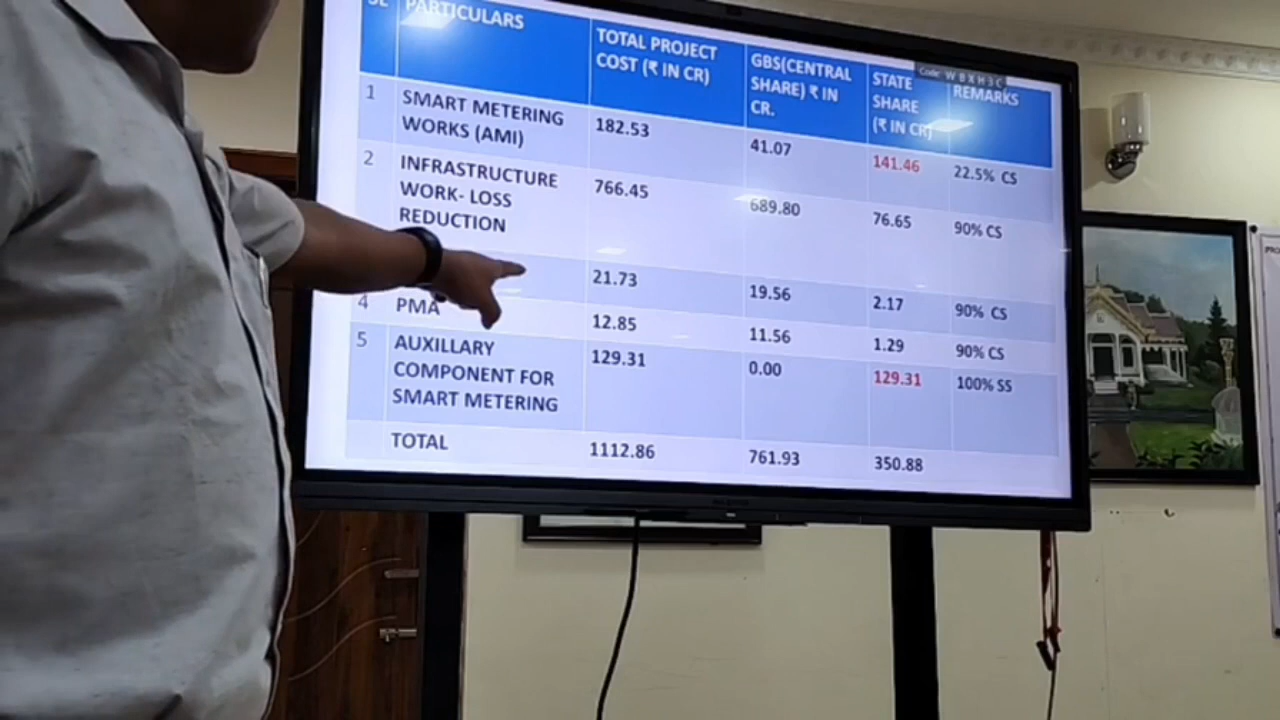 SL PARTICULARS TOTAL PROJECT COST (₹ IN CR) GBS(CENTRAL SHARE) ₹ IN CR. STATE SHARE (₹ IN CR) REMARKS
Code: W B X H 3 C
1 SMART METERING WORKS (AMI) 182.53 41.07 141.46 22.5% CS
2 INFRASTRUCTURE WORK- LOSS REDUCTION 766.45 689.80 76.65 90% CS
21.73 19.56 2.17 90% CS
4 PMA 12.85 11.56 1.29 90% CS
5 AUXILLARY COMPONENT FOR SMART METERING 129.31 0.00 129.31 100% SS
TOTAL 1112.86 761.93 350.88